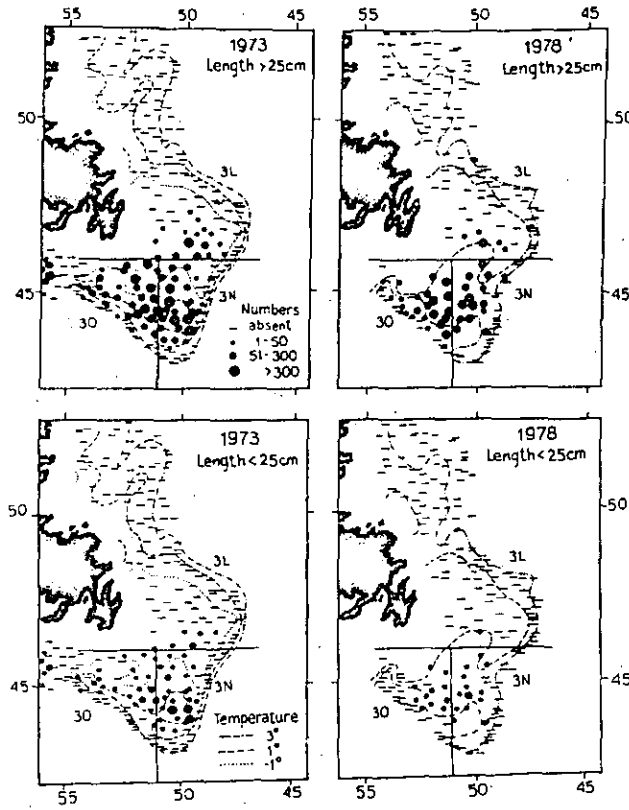 55 50 45 55 50 45
1973
Length >25cm
1978
Length >25cm
50 50
3L 3L
45 3N 3N 45
30 30
Numbers
absent
1-50
51-300
>300
1973
Length <25cm
1978
Length <25cm
50 50
3L 3L
45 3N 3N 45
30 30
Temperature
3°
1°
-1°
55 50 45 55 50 45